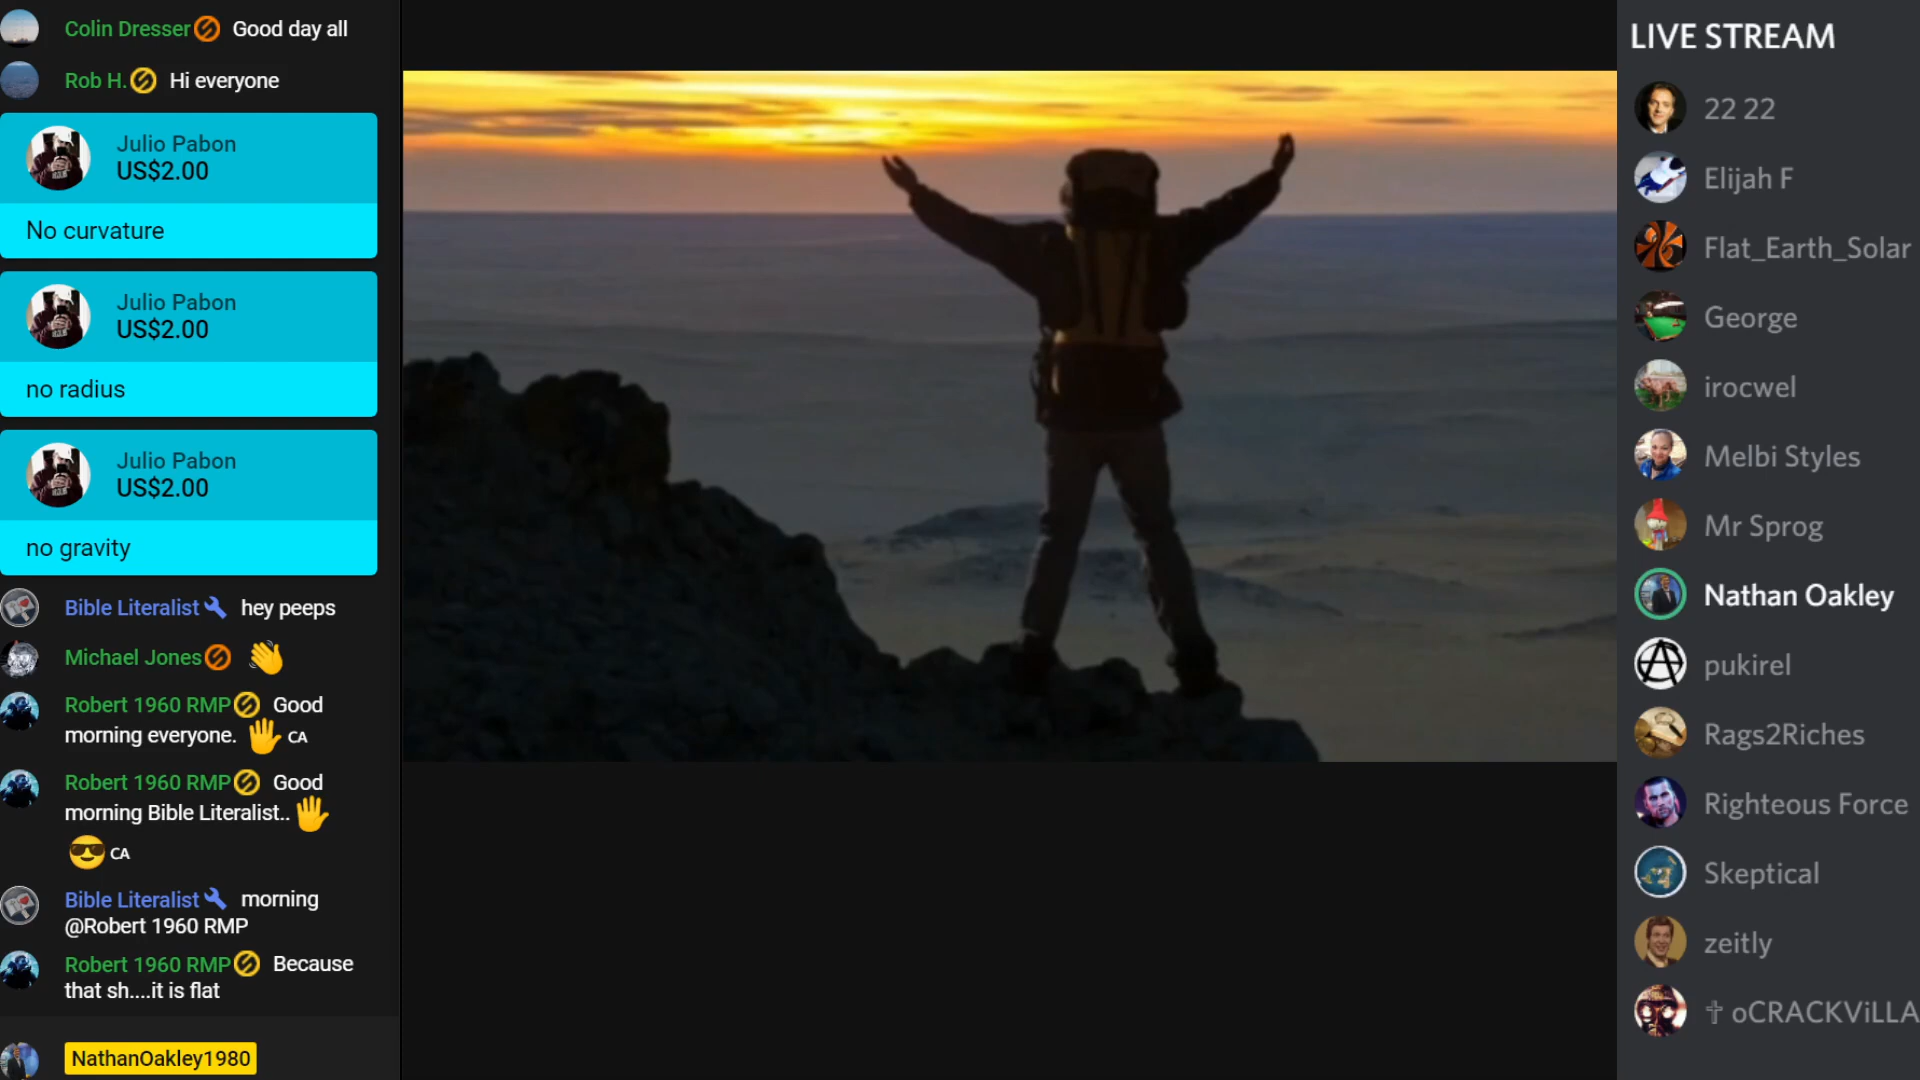 Colin Dresser Good day all
Rob H. Hi everyone
Julio Pabon
US$2.00
No curvature
Julio Pabon
US$2.00
no radius
Julio Pabon
US$2.00
no gravity
Bible Literalist hey peeps
Michael Jones
Robert 1960 RMP Good
morning everyone. CA
Robert 1960 RMP Good
morning Bible Literalist..
CA
Bible Literalist morning
@Robert 1960 RMP
Robert 1960 RMP Because
that sh....it is flat
NathanOakley1980
LIVE STREAM
22 22
Elijah F
Flat_Earth_Solar
George
irocwel
Melbi Styles
Mr Sprog
Nathan Oakley
pukirel
Rags2Riches
Righteous Force
Skeptical
zeitly
✝ oCRACKViLLA